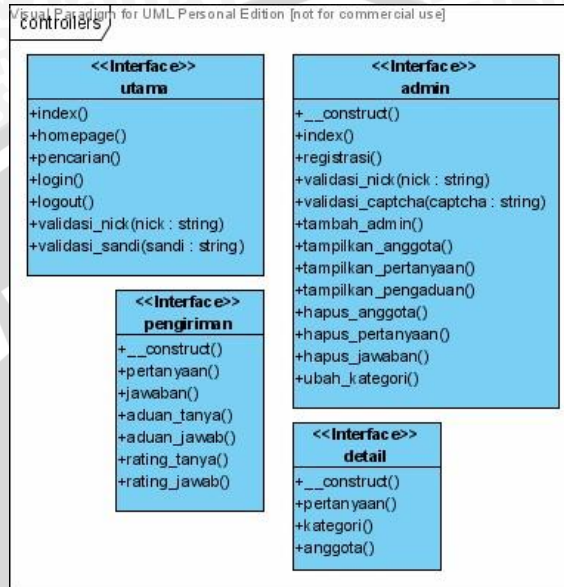 Visual Paradigm for UML Personal Edition [not for commercial use]
controllers
<<Interface>>
utama
+index()
+homepage()
+pencarian()
+login()
+logout()
+validasi_nick(nick : string)
+validasi_sandi(sandi : string)
<<Interface>>
admin
+__construct()
+index()
+registrasi()
+validasi_nick(nick : string)
+validasi_captcha(captcha : string)
+tambah_admin()
+tampilkan_anggota()
+tampilkan_pertanyaan()
+tampilkan_pengaduan()
+hapus_anggota()
+hapus_pertanyaan()
+hapus_jawaban()
+ubah_kategori()
<<Interface>>
pengiriman
+__construct()
+pertanyaan()
+jawaban()
+aduan_tanya()
+aduan_jawab()
+rating_tanya()
+rating_jawab()
<<Interface>>
detail
+__construct()
+pertanyaan()
+kategori()
+anggota()